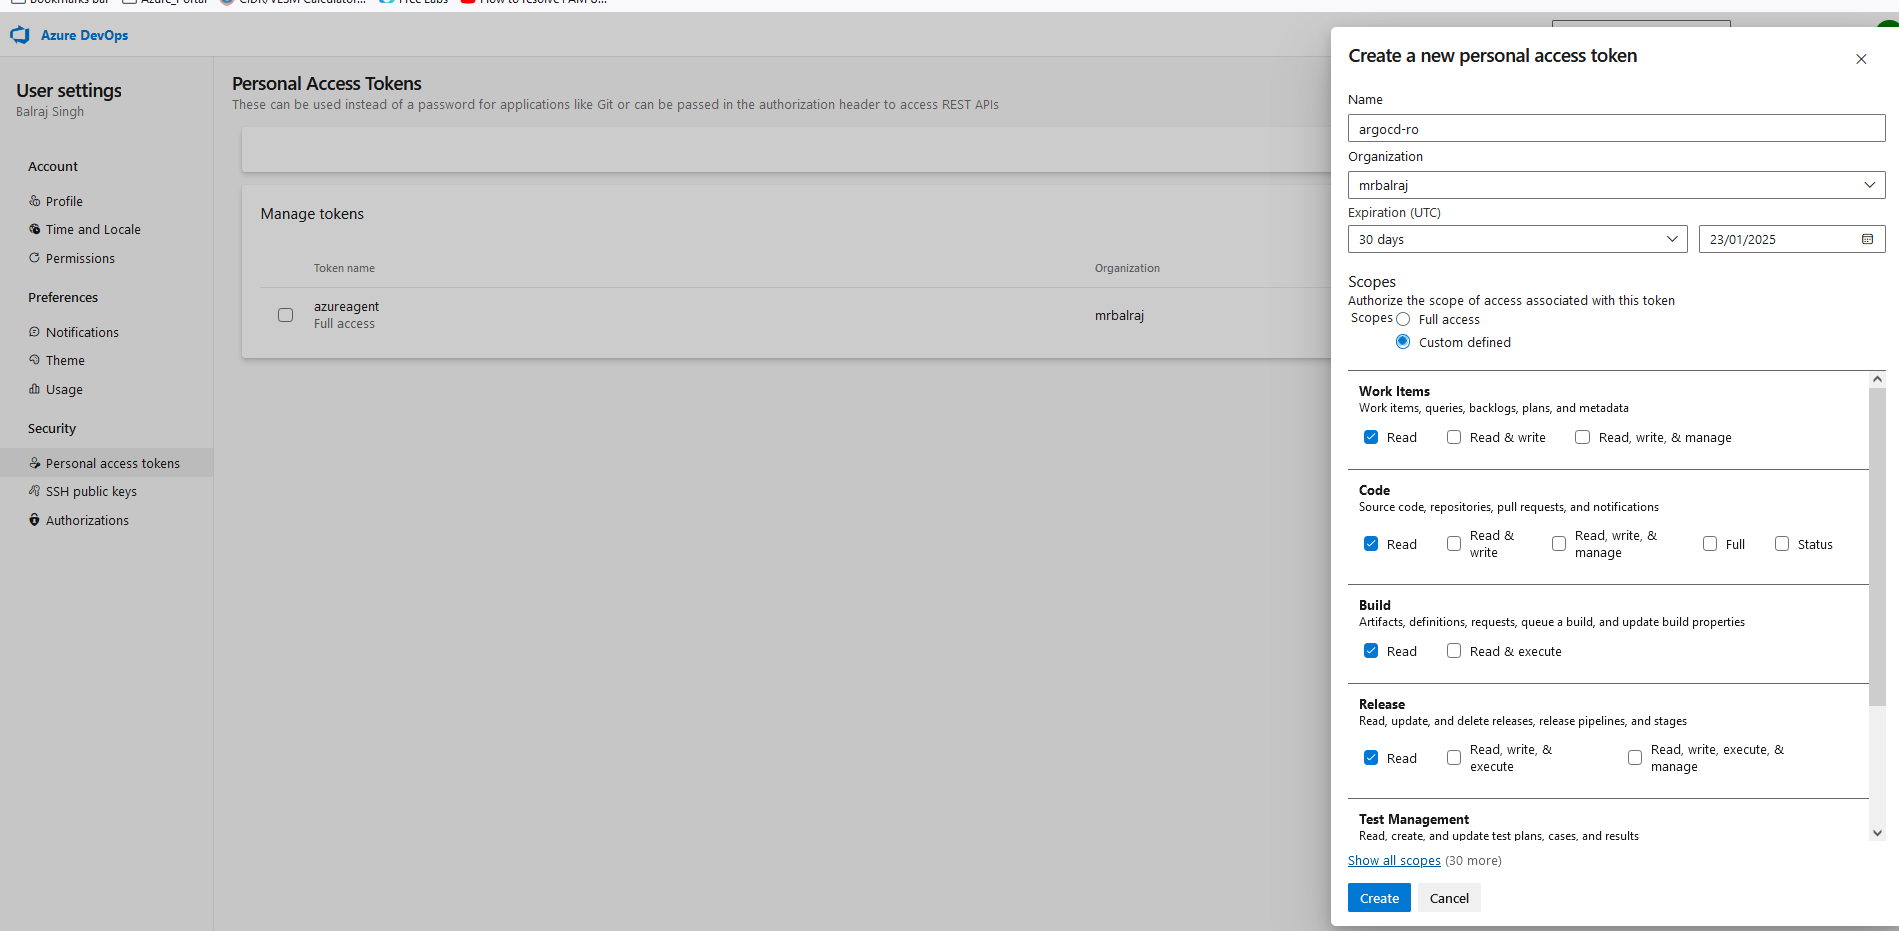 Bookmarks bar
Azure_Portal
CIDR/VLSM Calculator...
Free Labs
Azure DevOps
User settings
Balraj Singh
Account
Profile
Time and Locale
Permissions
Preferences
Notifications
Theme
Usage
Security
Personal access tokens
SSH public keys
Authorizations
Personal Access Tokens
These can be used instead of a password for applications like Git or can be passed in the authorization header to access REST APIs
Manage tokens
Token name
Organization
azureagent
Full access
mrbalraj
Create a new personal access token
Name
argocd-ro
Organization
mrbalraj
Expiration (UTC)
30 days
23/01/2025
Scopes
Authorize the scope of access associated with this token
Scopes
Full access
Custom defined
Work Items
Work items, queries, backlogs, plans, and metadata
Read
Read & write
Read, write, & manage
Code
Source code, repositories, pull requests, and notifications
Read
Read & write
Read, write, & manage
Full
Status
Build
Artifacts, definitions, requests, queue a build, and update build properties
Read
Read & execute
Release
Read, update, and delete releases, release pipelines, and stages
Read
Read, write, & execute
Read, write, execute, & manage
Test Management
Read, create, and update test plans, cases, and results
Show all scopes (30 more)
Create
Cancel